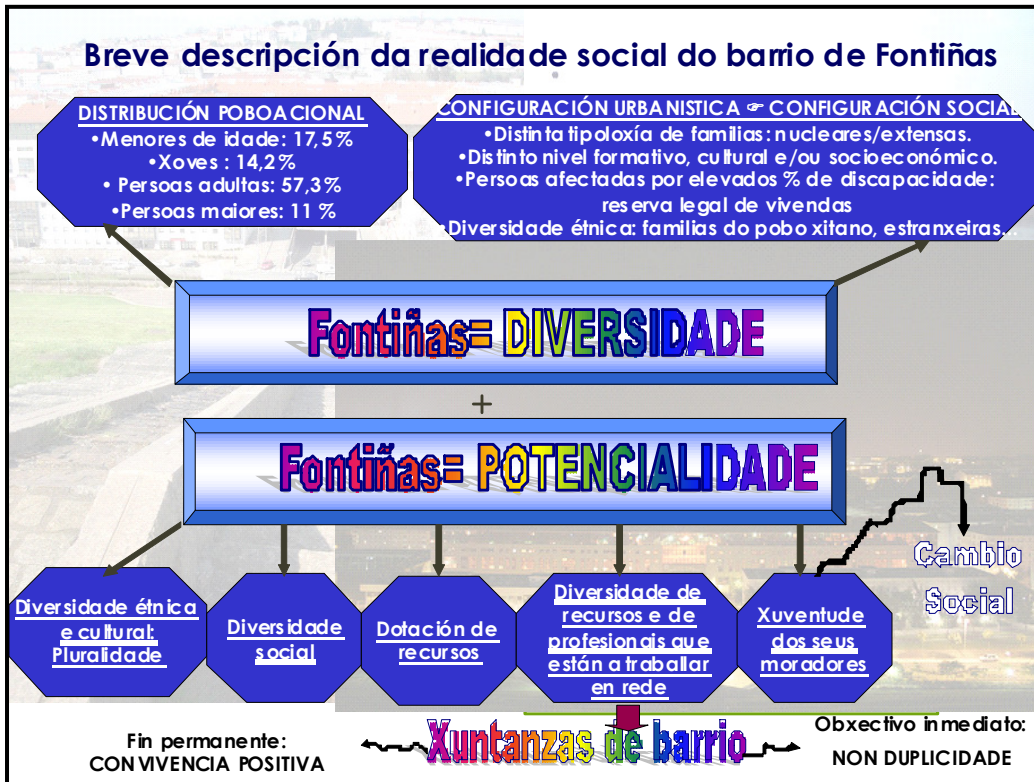 Breve descripción da realidade social do barrio de Fontiñas
DISTRIBUCIÓN POBOACIONAL
•Menores de idade: 17,5%
•Xoves : 14,2%
• Persoas adultas: 57,3%
•Persoas maiores: 11 %
CONFIGURACIÓN URBANISTICA ☞ CONFIGURACIÓN SOCIAL
•Distinta tipoloxía de familias: nucleares/extensas.
•Distinto nivel formativo, cultural e/ou socioeconómico.
•Persoas afectadas por elevados % de discapacidade:
reserva legal de vivendas
•Diversidade étnica: familias do pobo xitano, estranxeiras...
Fontiñas= DIVERSIDADE
+
Fontiñas= POTENCIALIDADE
Cambio
Social
Diversidade étnica
e cultural:
Pluralidade
Diversidade
social
Dotación de
recursos
Diversidade de
recursos e de
profesionais que
están a traballar
en rede
Xuventude
dos seus
moradores
Fin permanente:
CONVIVENCIA POSITIVA
Xuntanzas de barrio
Obxectivo inmediato:
NON DUPLICIDADE